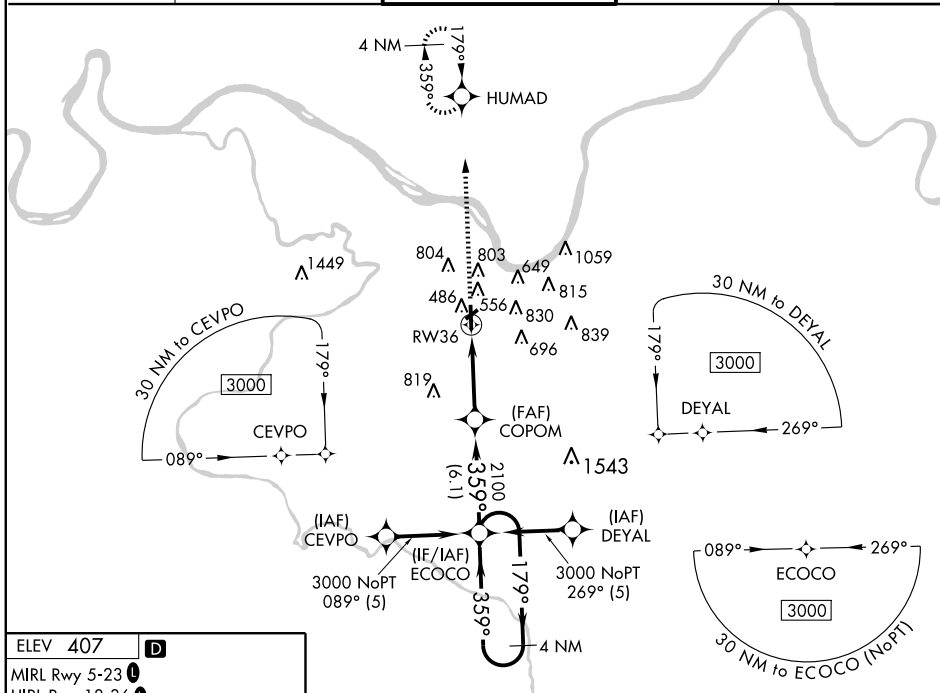 4 NM
179°
359°
HUMAD
1449
804
803
649
1059
815
486
556
830
839
RW36
696
30 NM to CEVPO
179°
3000
CEVPO
089°
30 NM to DEYAL
179°
3000
DEYAL
269°
819
(FAF)
COPOM
1543
2100
359°
(6.1)
(IAF)
CEVPO
(IF/IAF)
ECOCO
(IAF)
DEYAL
3000 NoPT
089° (5)
3000 NoPT
269° (5)
179°
359°
4 NM
089°
269°
ECOCO
3000
30 NM to ECOCO (NoPT)
ELEV 407 D
MIRL Rwy 5-23 L